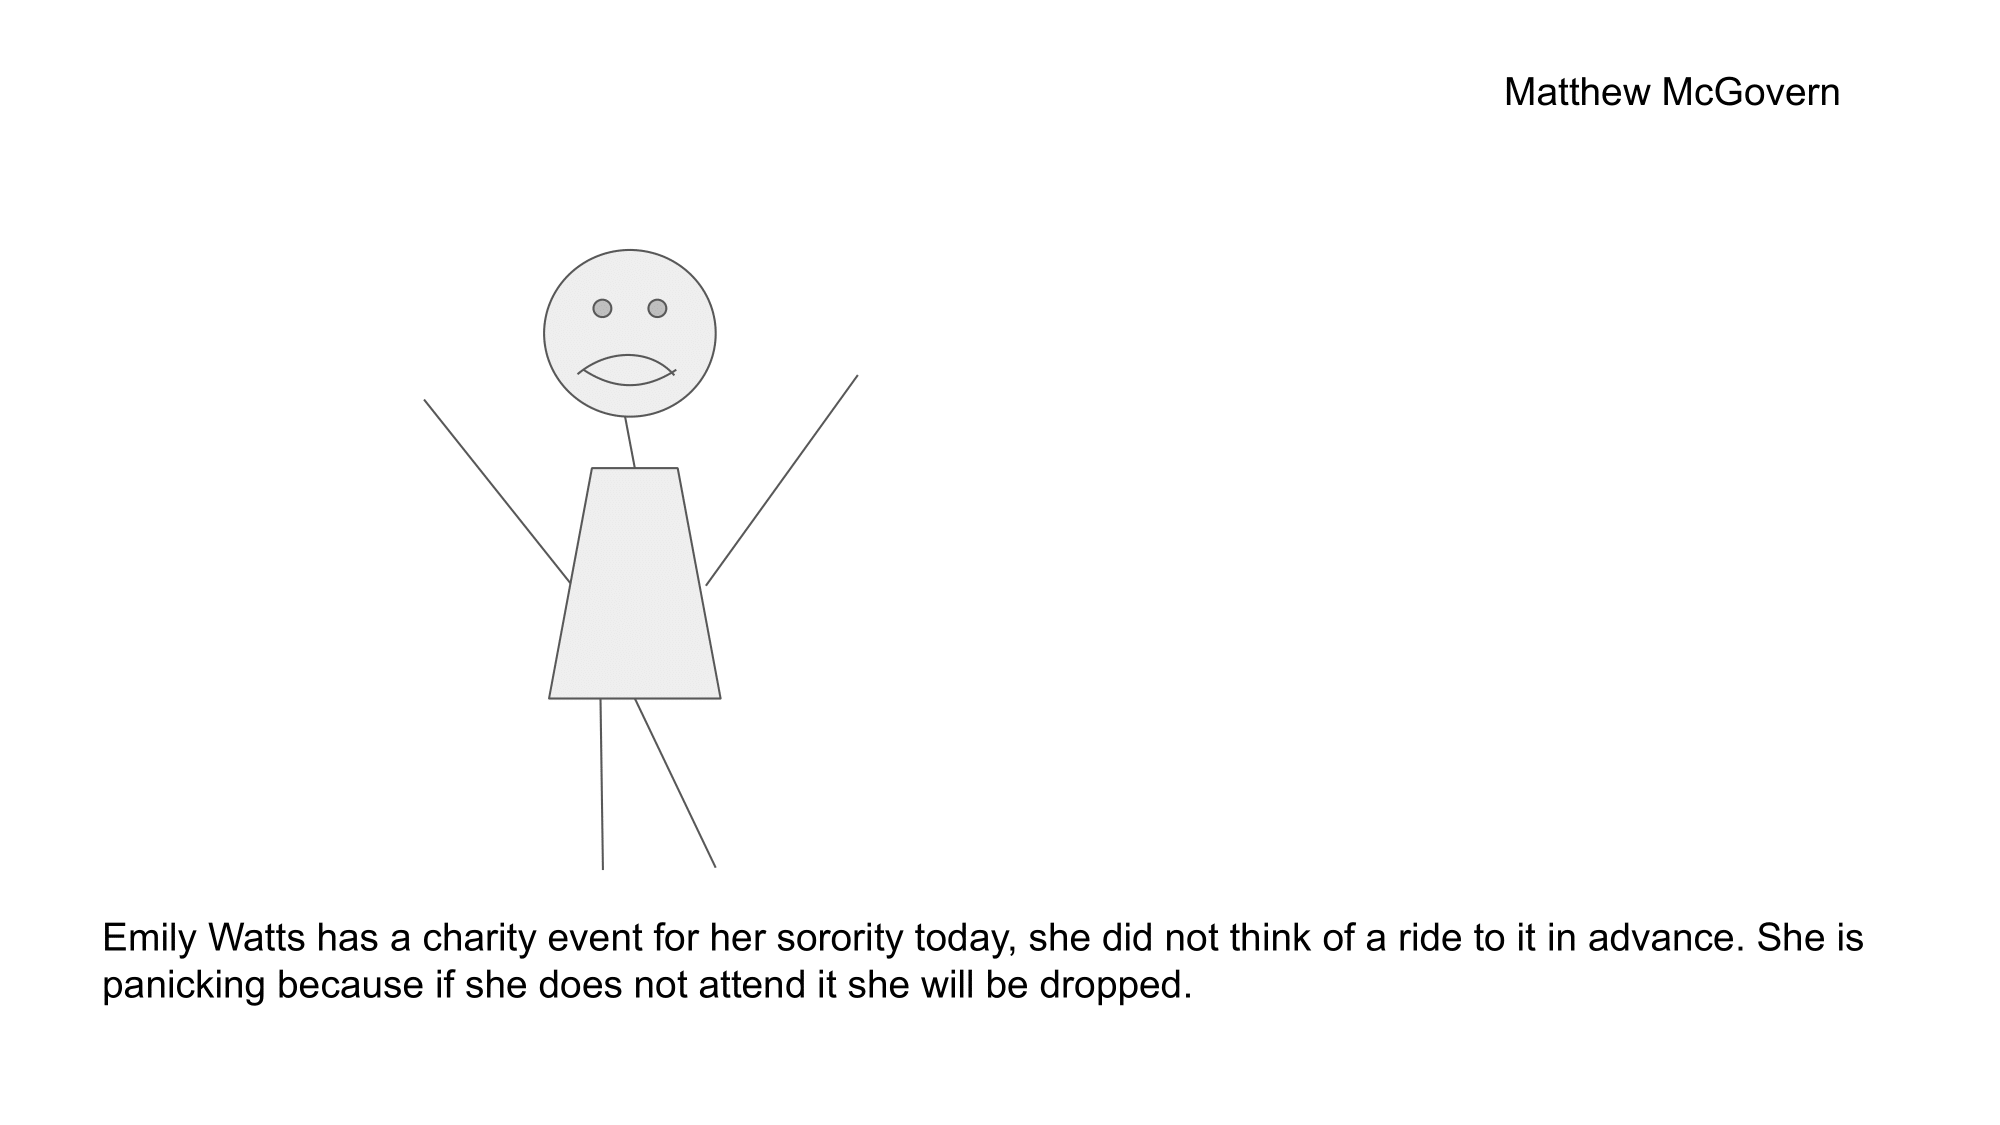 Matthew McGovern
Emily Watts has a charity event for her sorority today, she did not think of a ride to it in advance. She is
panicking because if she does not attend it she will be dropped.